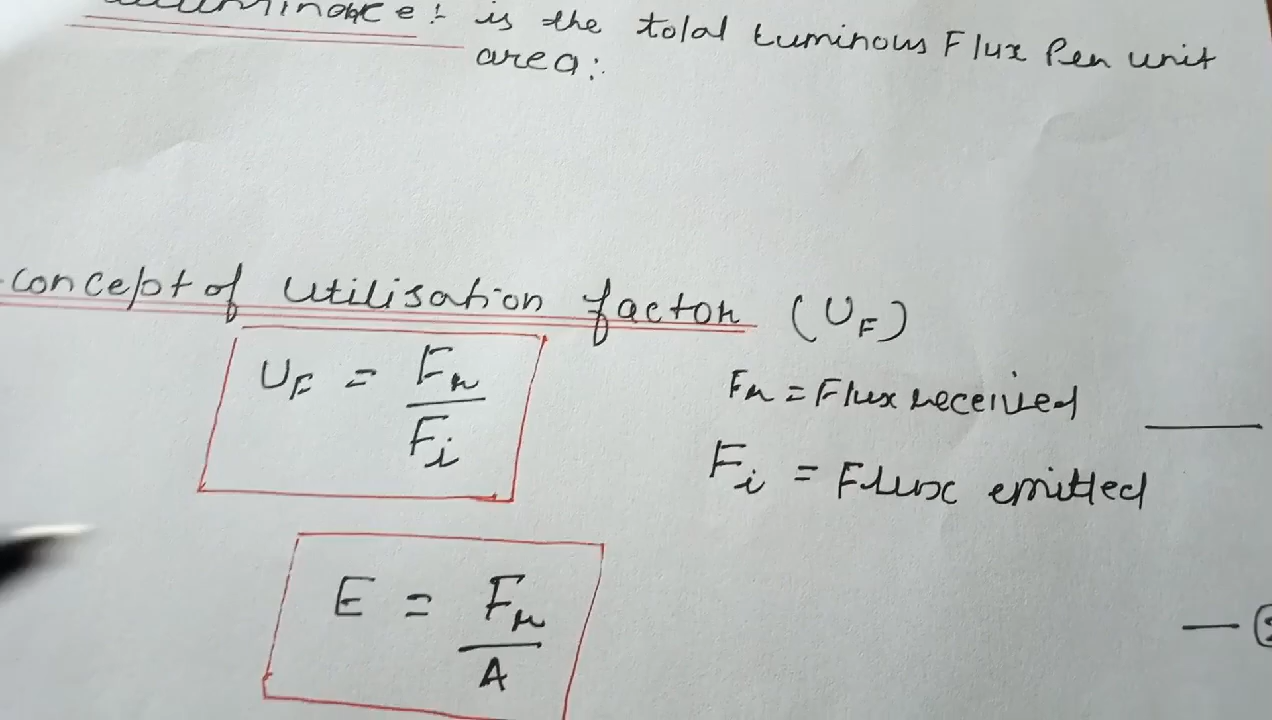 is the total Luminous Flux Per unit
area:
concept of Utilisation factor (UF)
UF = Fr / Fi
Fr = Flux received
Fi = Flux emitted
E = Fr / A